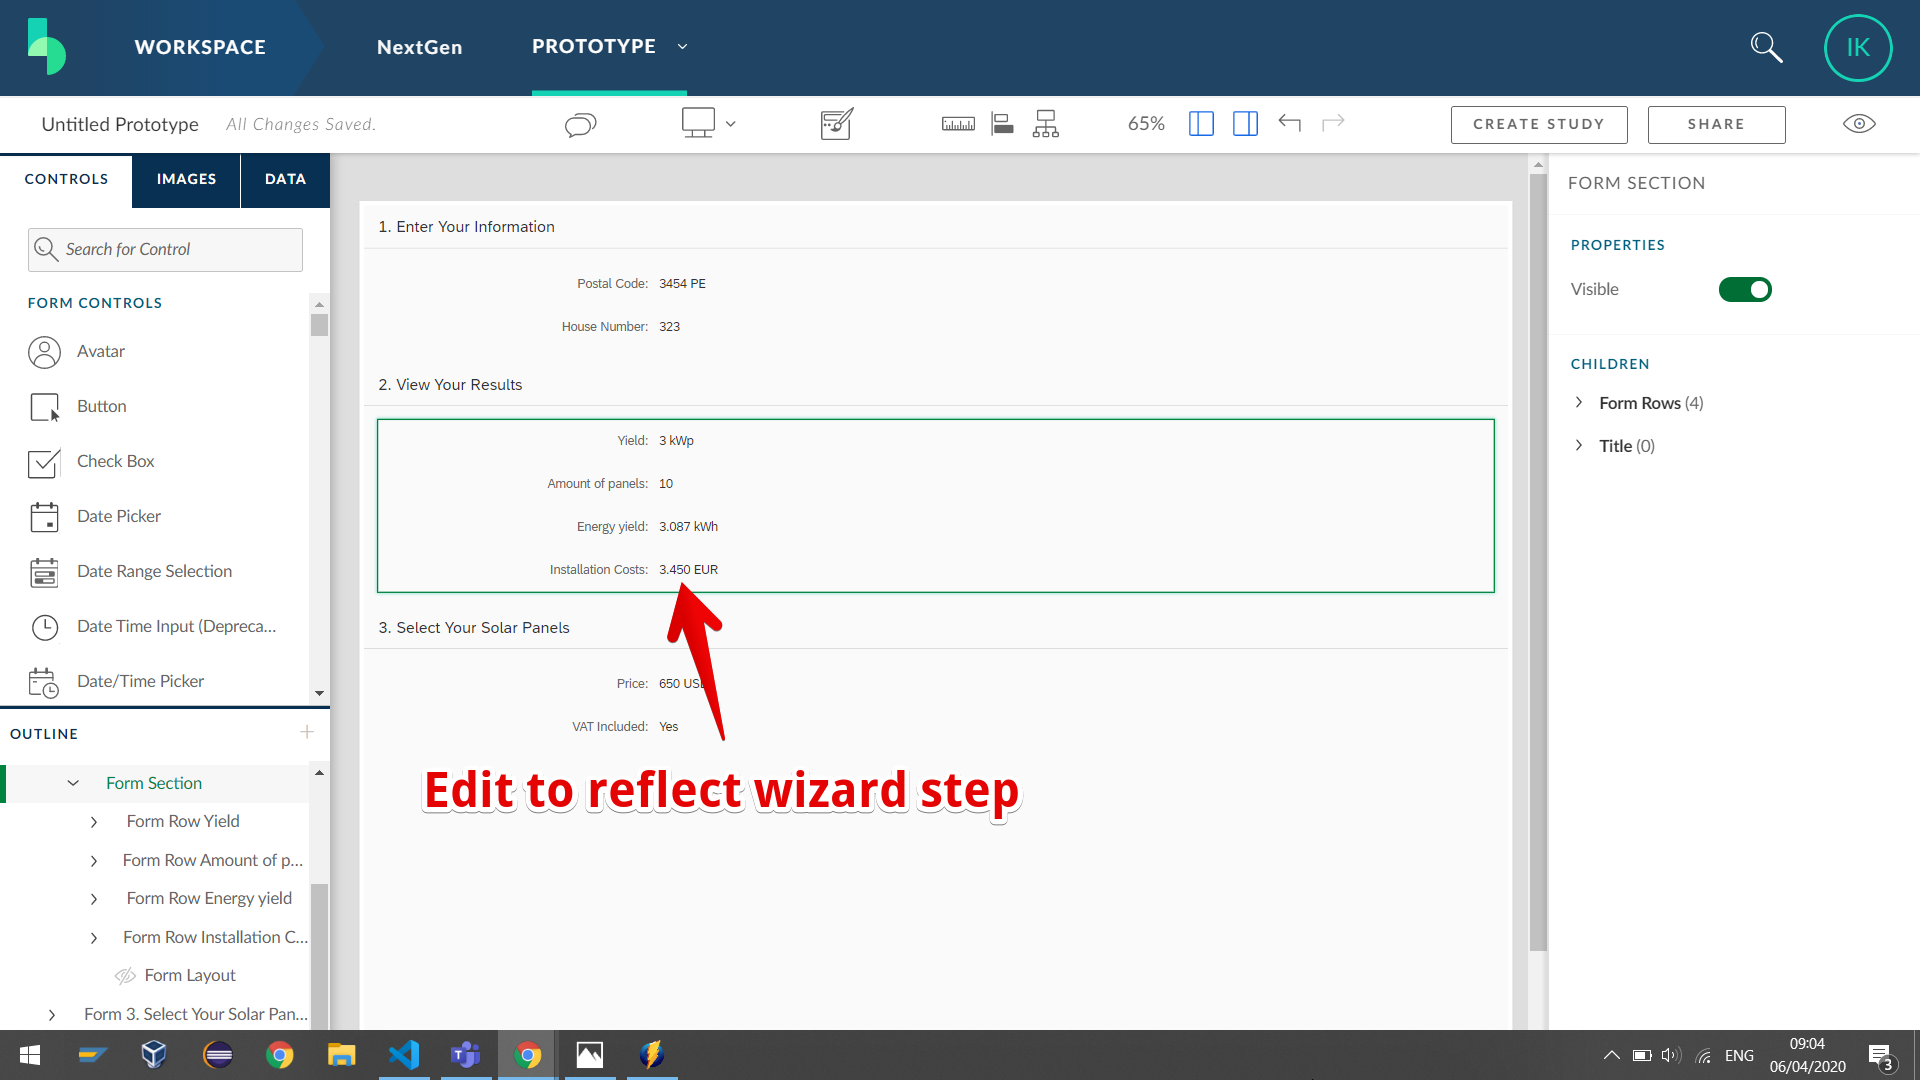 WORKSPACE
NextGen
PROTOTYPE
IK
Untitled Prototype
All Changes Saved.
65%
CREATE STUDY
SHARE
CONTROLS
IMAGES
DATA
Search for Control
FORM CONTROLS
Avatar
Button
Check Box
Date Picker
Date Range Selection
Date Time Input (Depreca...
Date/Time Picker
OUTLINE
Form Section
Form Row Yield
Form Row Amount of p...
Form Row Energy yield
Form Row Installation C...
Form Layout
Form 3. Select Your Solar Pan...
1. Enter Your Information
Postal Code: 3454 PE
House Number: 323
2. View Your Results
Yield: 3 kWp
Amount of panels: 10
Energy yield: 3.087 kWh
Installation Costs: 3.450 EUR
3. Select Your Solar Panels
Price: 650 USD
VAT Included: Yes
Edit to reflect wizard step
FORM SECTION
PROPERTIES
Visible
CHILDREN
Form Rows (4)
Title (0)
ENG
09:04
06/04/2020
3